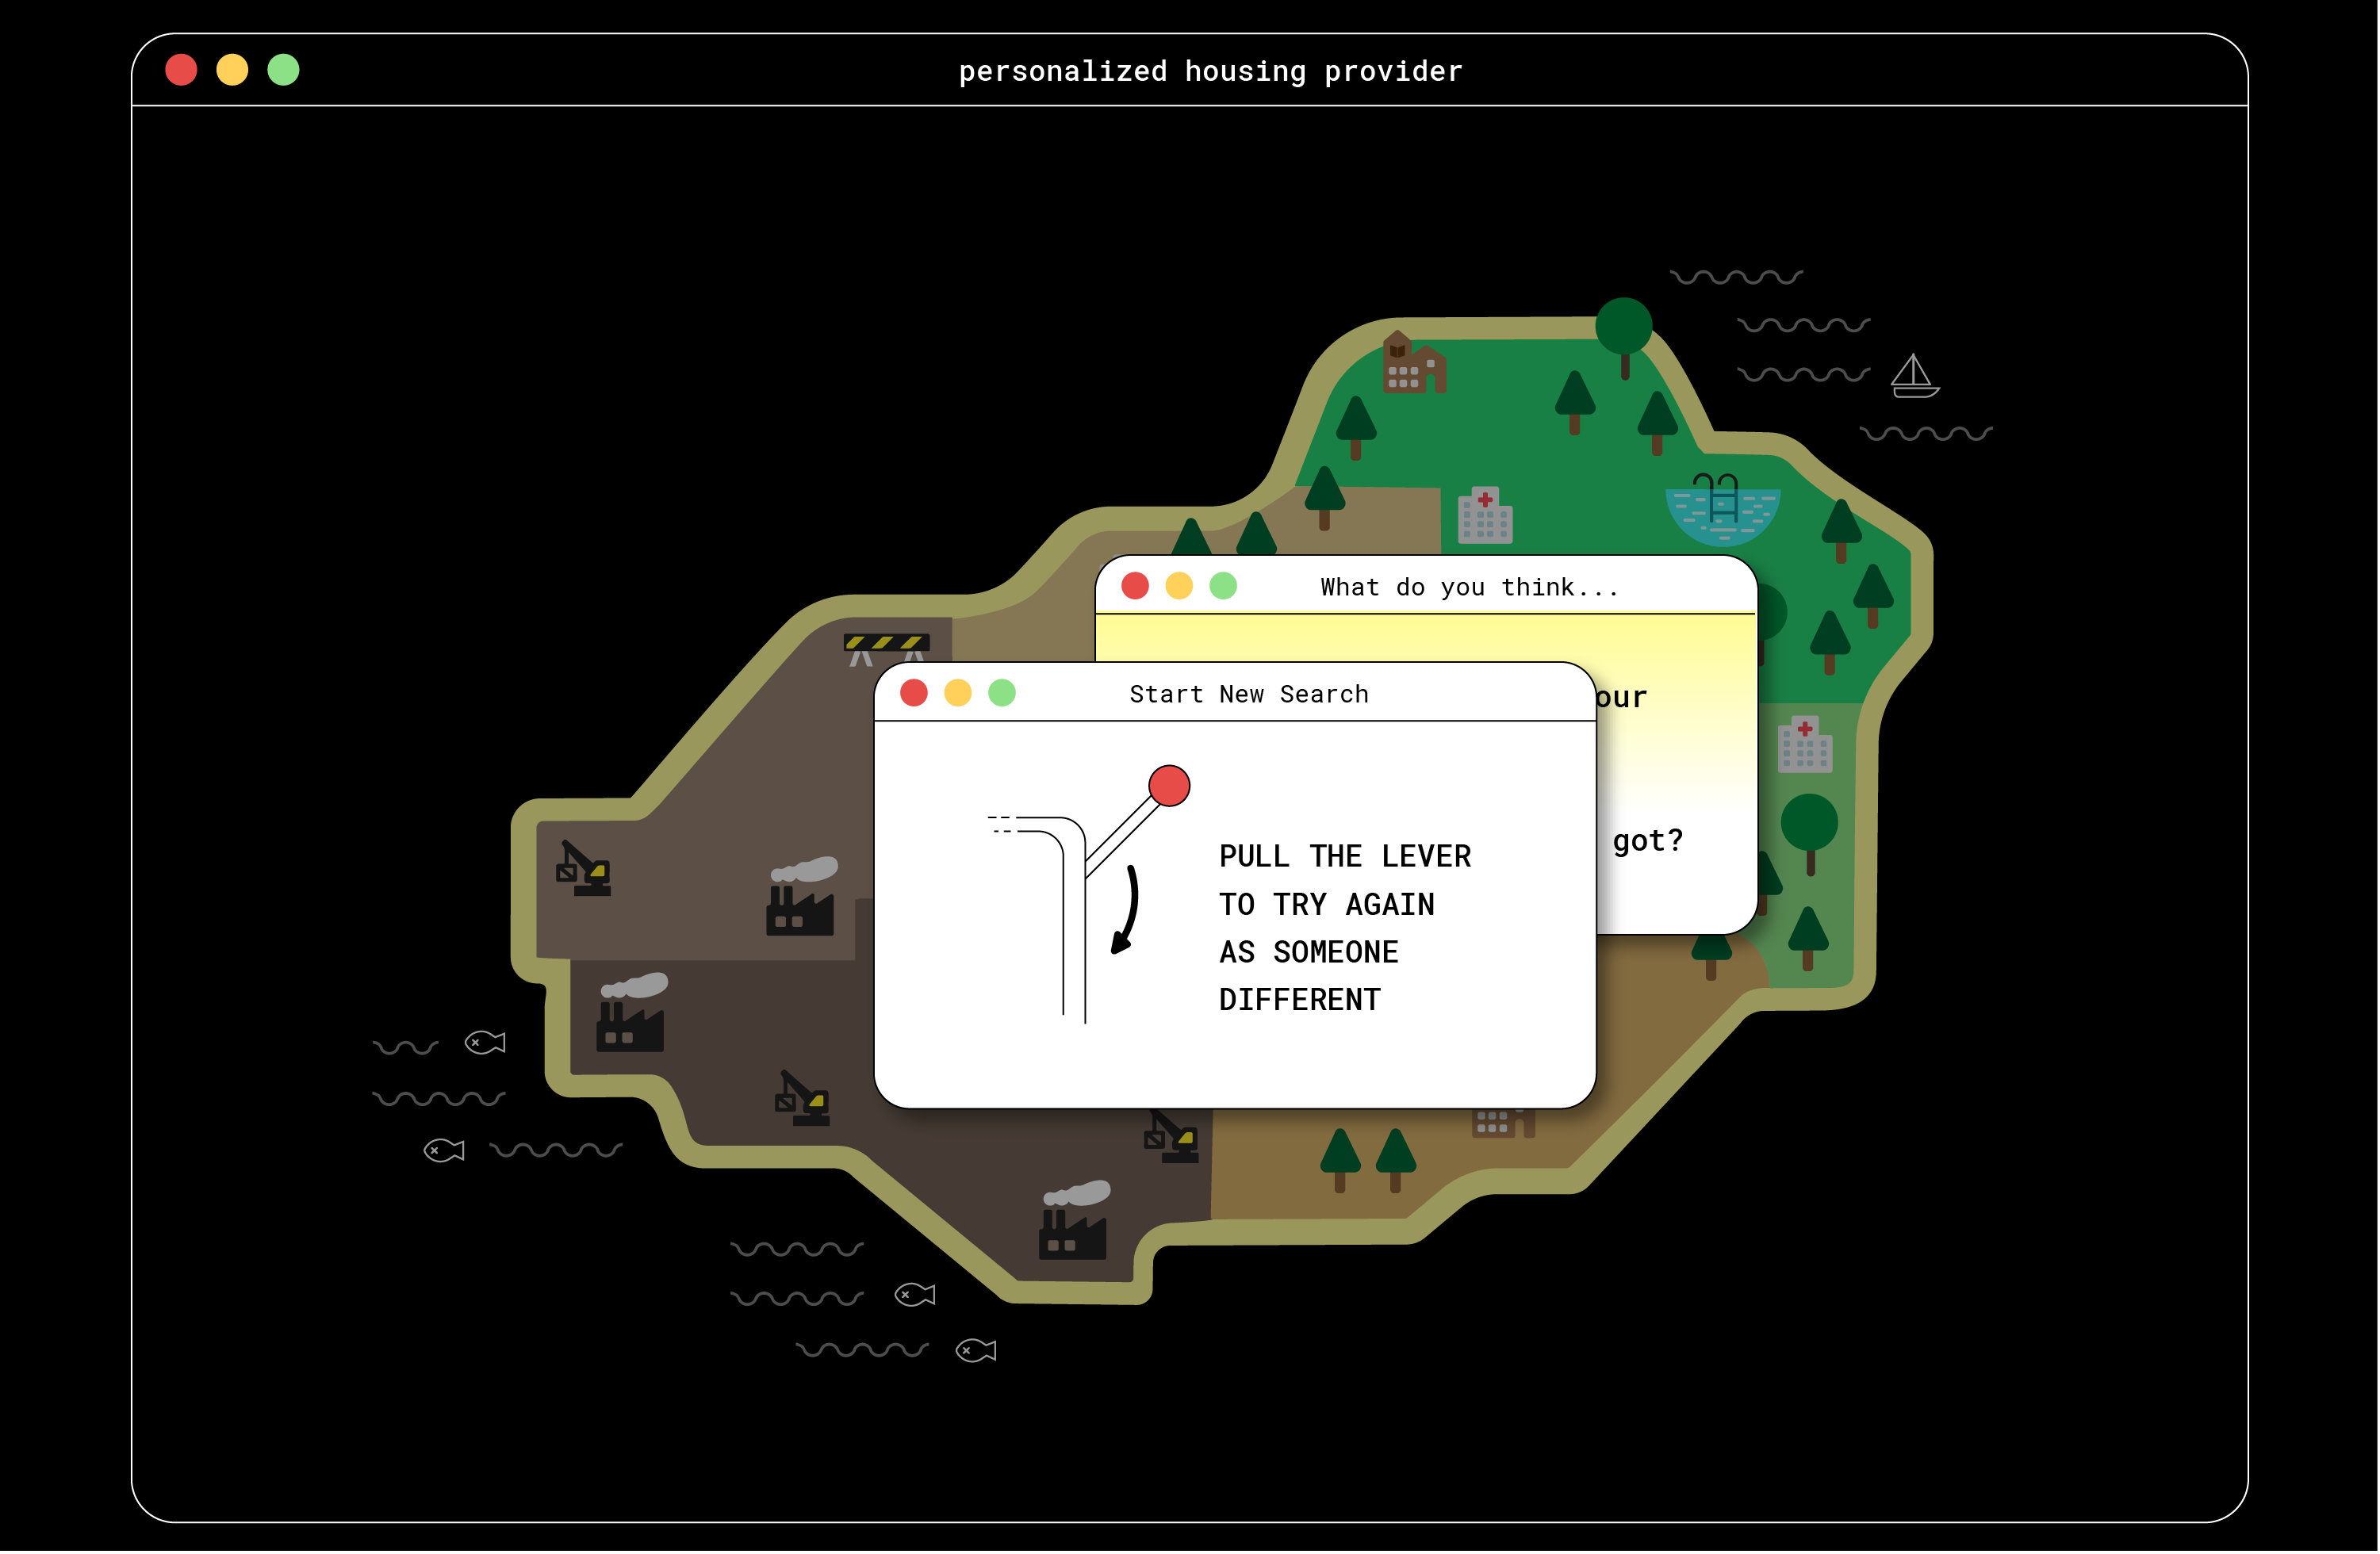 personalized housing provider
What do you think...
our
got?
Start New Search
PULL THE LEVER
TO TRY AGAIN
AS SOMEONE
DIFFERENT